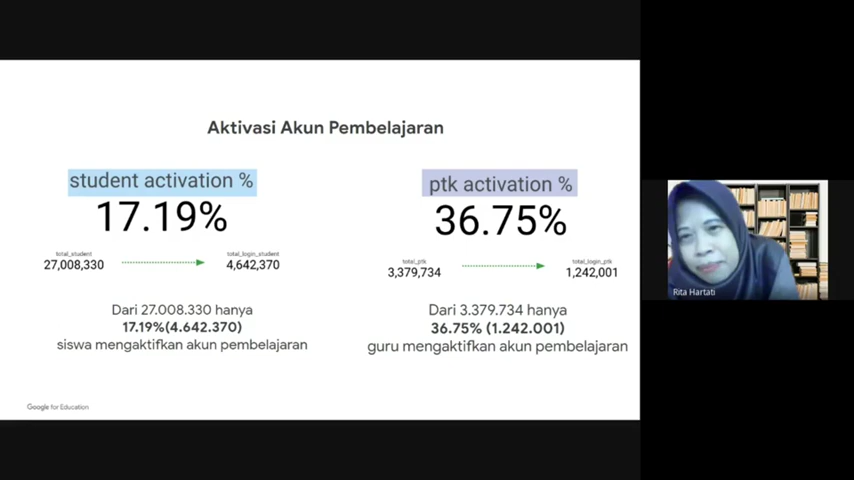 Aktivasi Akun Pembelajaran
student activation %
17.19%
total_student
total_login_student
27,008,330
4,642,370
Dari 27.008.330 hanya
17.19%(4.642.370)
siswa mengaktifkan akun pembelajaran
ptk activation %
36.75%
total_ptk
total_login_ptk
3,379,734
1,242,001
Dari 3.379.734 hanya
36.75% (1.242.001)
guru mengaktifkan akun pembelajaran
Google for Education
Rita Hartati